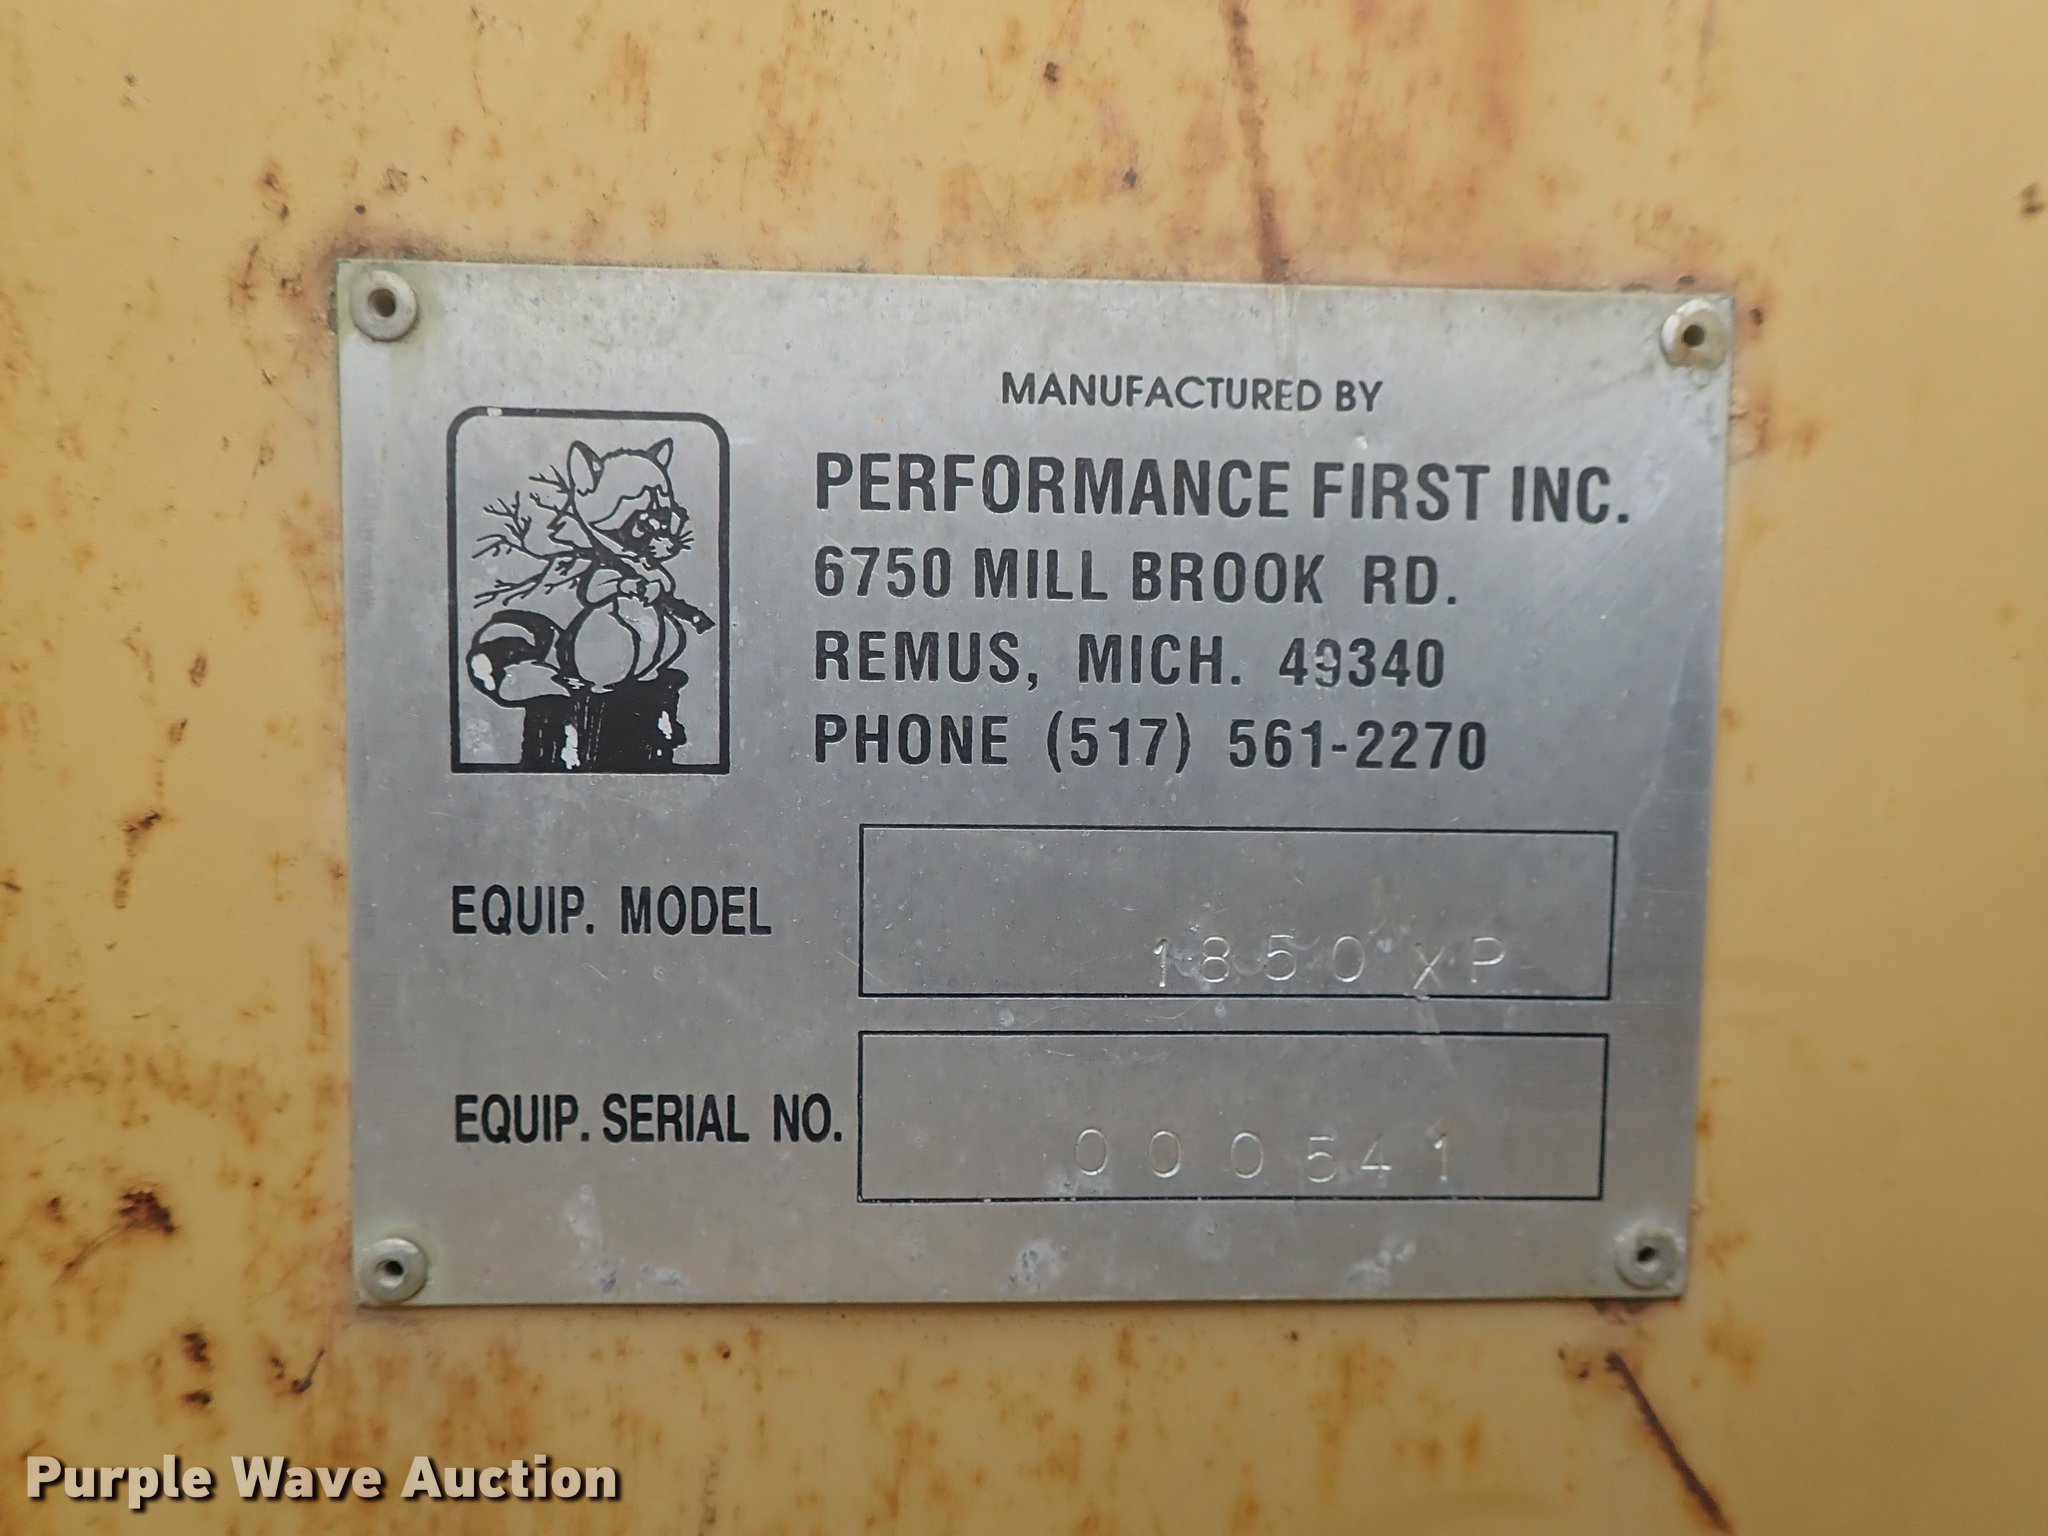 MANUFACTURED BY
PERFORMANCE FIRST INC.
6750 MILL BROOK RD.
REMUS, MICH. 49340
PHONE (517) 561-2270
EQUIP. MODEL 1850 XP
EQUIP. SERIAL NO. 000541
Purple Wave Auction